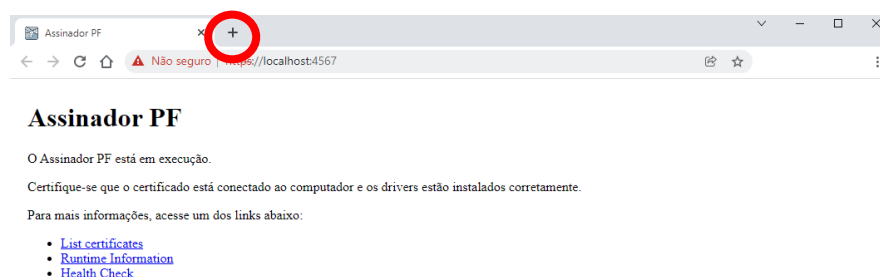 Assinador PF
Não seguro | https://localhost:4567
Assinador PF
O Assinador PF está em execução.
Certifique-se que o certificado está conectado ao computador e os drivers estão instalados corretamente.
Para mais informações, acesse um dos links abaixo:
List certificates
Runtime Information
Health Check